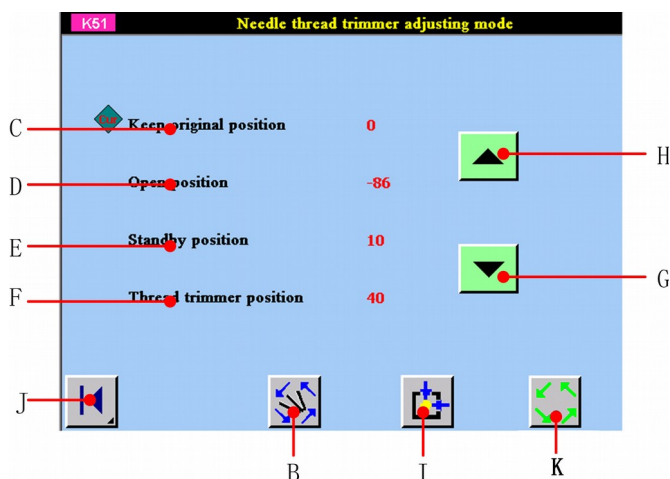 K51 Needle thread trimmer adjusting mode
Cur
C Keep original position 0
H
D Open position -86
E Standby position 10
G
F Thread trimmer position 40
J
B
I
K